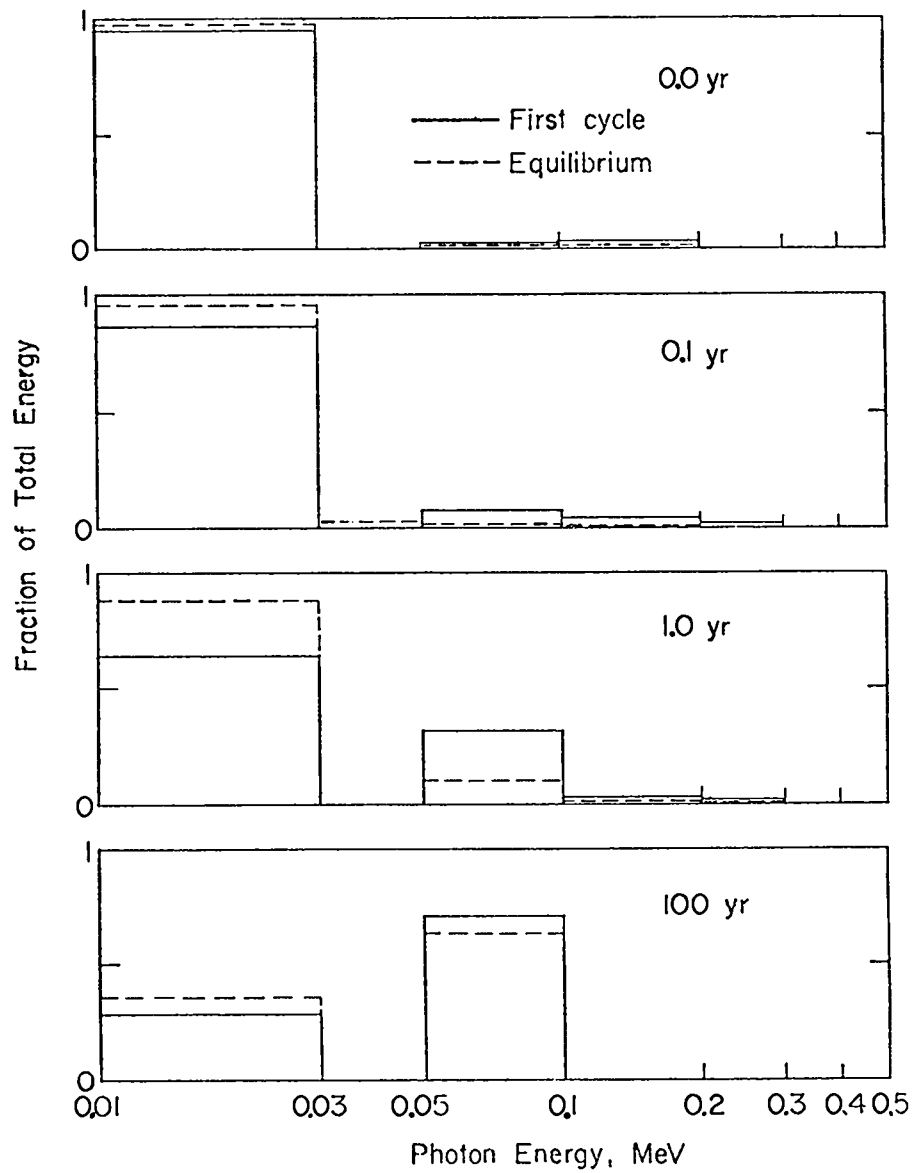 1
0.0 yr
First cycle
Equilibrium
0
1
0.1 yr
0
1
1.0 yr
0
1
100 yr
0
Fraction of Total Energy
0.01 0.03 0.05 0.1 0.2 0.3 0.4 0.5
Photon Energy, MeV